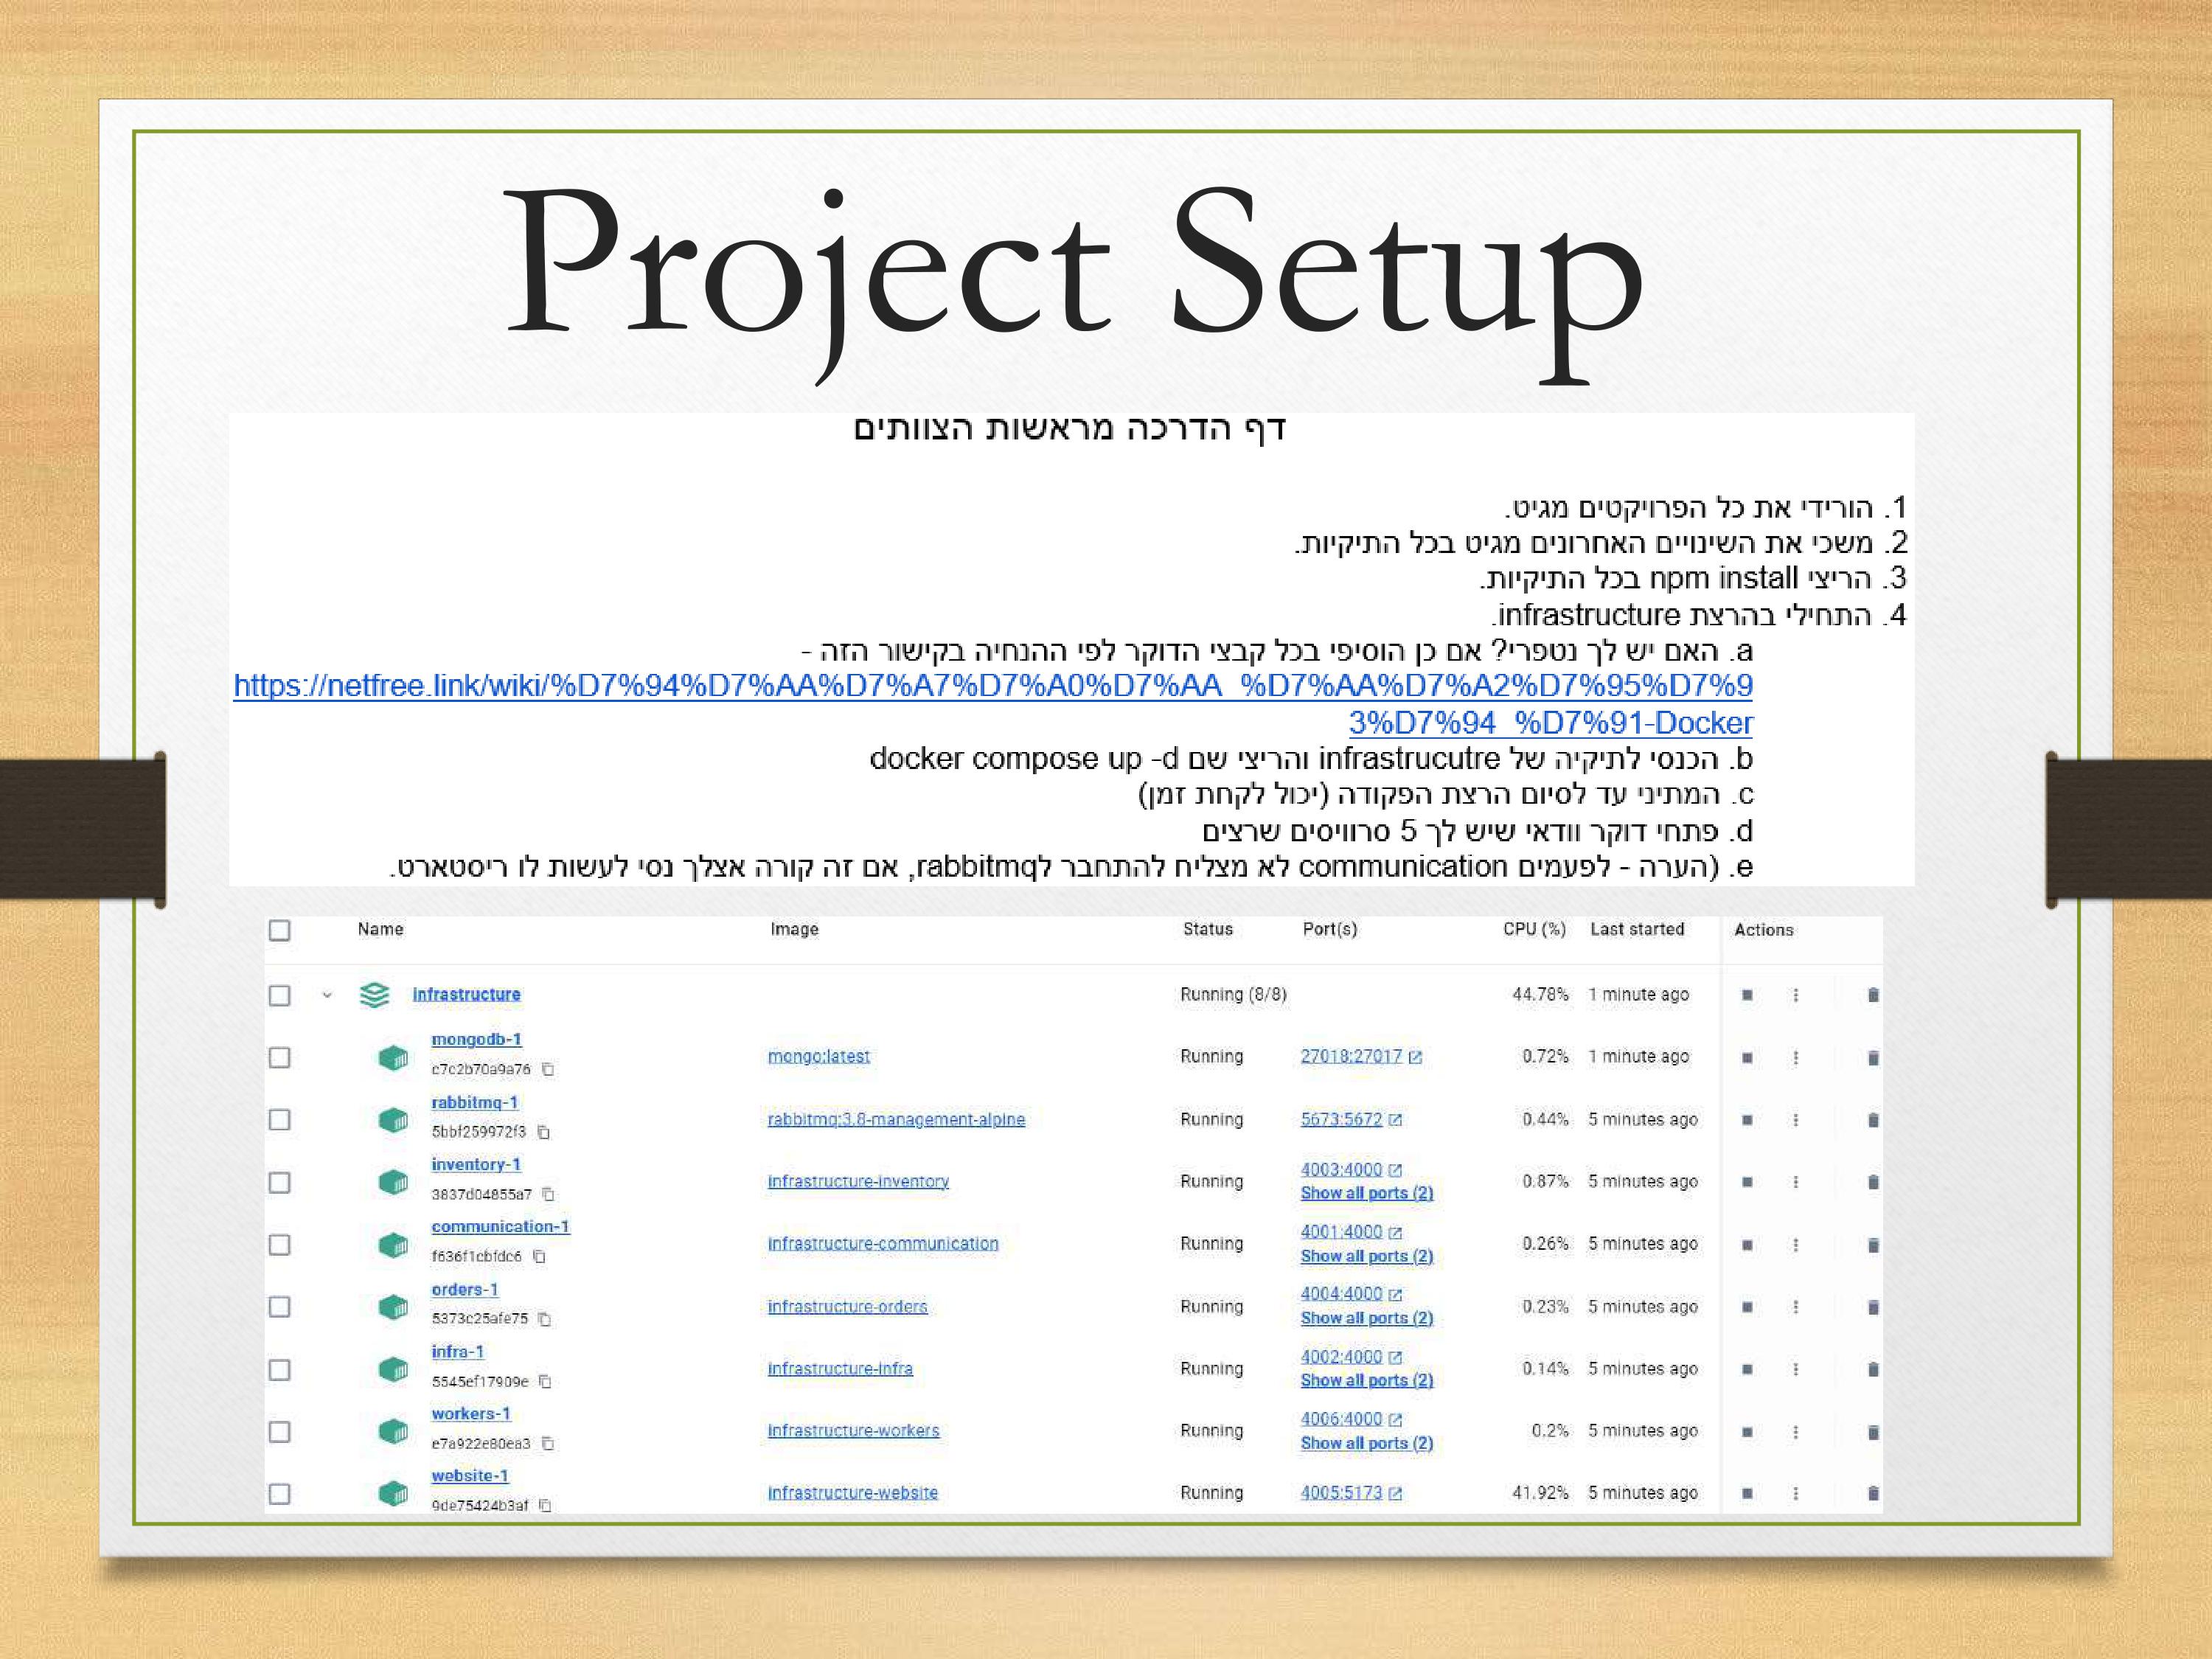 Project Setup
דף הדרכה מראשות הצוותים
1. הורידי את כל הפרויקטים מגיט.
2. משכי את השינויים האחרונים מגיט בכל התיקיות.
3. הריצי npm install בכל התיקיות.
4. התחילי בהרצת infrastructure.
a. האם יש לך נטפרי? אם כן הוסיפי בכל קבצי הדוקר לפי ההנחיה בקישור הזה -
https://netfree.link/wiki/%D7%94%D7%AA%D7%A7%D7%A0%D7%AA_%D7%AA%D7%A2%D7%95%D7%9
3%D7%94_%D7%91-Docker
b. הכנסי לתיקיה של infrastrucutre והריצי שם docker compose up -d
c. המתיני עד לסיום הרצת הפקודה (יכול לקחת זמן)
d. פתחי דוקר וודאי שיש לך 5 סרוויסים שרצים
e. (הערה - לפעמים communication לא מצליח להתחבר לrabbitmq, אם זה קורה אצלך נסי לעשות לו ריסטארט.
Name Image Status Port(s) CPU (%) Last started Actions
infrastructure Running (8/8) 44.78% 1 minute ago
mongodb-1
c7c2b70a9a76
mongo:latest Running 27018:27017 0.72% 1 minute ago
rabbitmq-1
5bbf259972f3
rabbitmq:3.8-management-alpine Running 5673:5672 0.44% 5 minutes ago
inventory-1
3837d04855a7
infrastructure-inventory Running 4003:4000 0.87% 5 minutes ago
Show all ports (2)
communication-1
f636f1cbfdc6
infrastructure-communication Running 4001:4000 0.26% 5 minutes ago
Show all ports (2)
orders-1
5373c25afe75
infrastructure-orders Running 4004:4000 0.23% 5 minutes ago
Show all ports (2)
infra-1
5545ef17909e
infrastructure-infra Running 4002:4000 0.14% 5 minutes ago
Show all ports (2)
workers-1
e7a922e80ea3
infrastructure-workers Running 4006:4000 0.2% 5 minutes ago
Show all ports (2)
website-1
9de75424b3af
infrastructure-website Running 4005:5173 41.92% 5 minutes ago